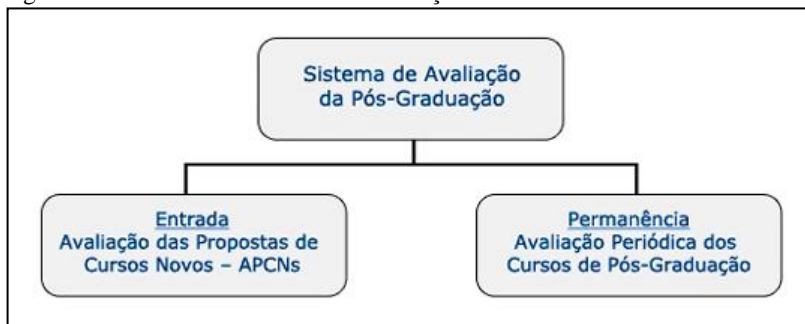 Sistema de Avaliação
da Pós-Graduação
Entrada
Avaliação das Propostas de
Cursos Novos – APCNs
Permanência
Avaliação Periódica dos
Cursos de Pós-Graduação